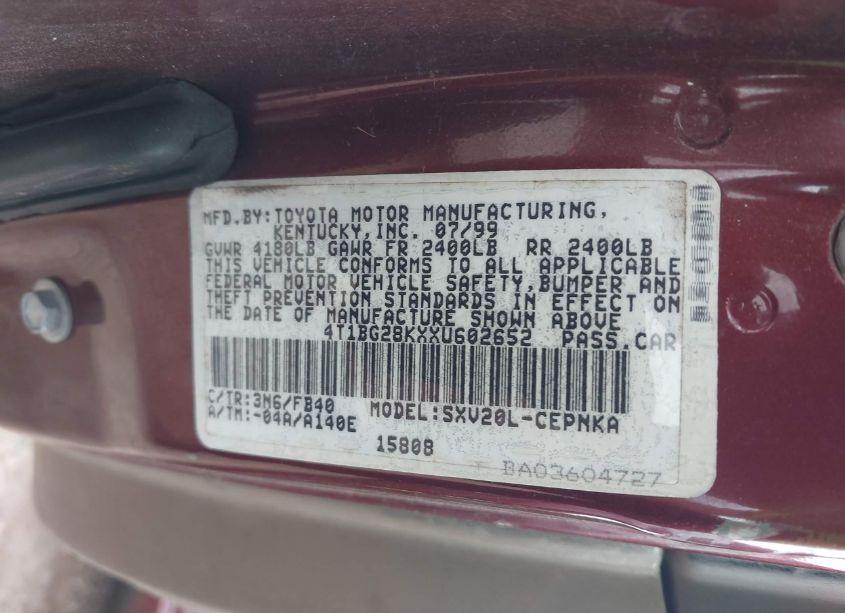 MFD.BY:TOYOTA MOTOR MANUFACTURING,
KENTUCKY,INC. 07/99
GVWR 4180LB GAWR FR 2400LB RR 2400LB
THIS VEHICLE CONFORMS TO ALL APPLICABLE
FEDERAL MOTOR VEHICLE SAFETY,BUMPER AND
THEFT PREVENTION STANDARDS IN EFFECT ON
THE DATE OF MANUFACTURE SHOWN ABOVE
4T1BG28KXXU602652 PASS.CAR
C/TR:3N6/FB40 MODEL:SXV20L-CEPNKA
A/TM:-04A/A140E
15808
BA03604727